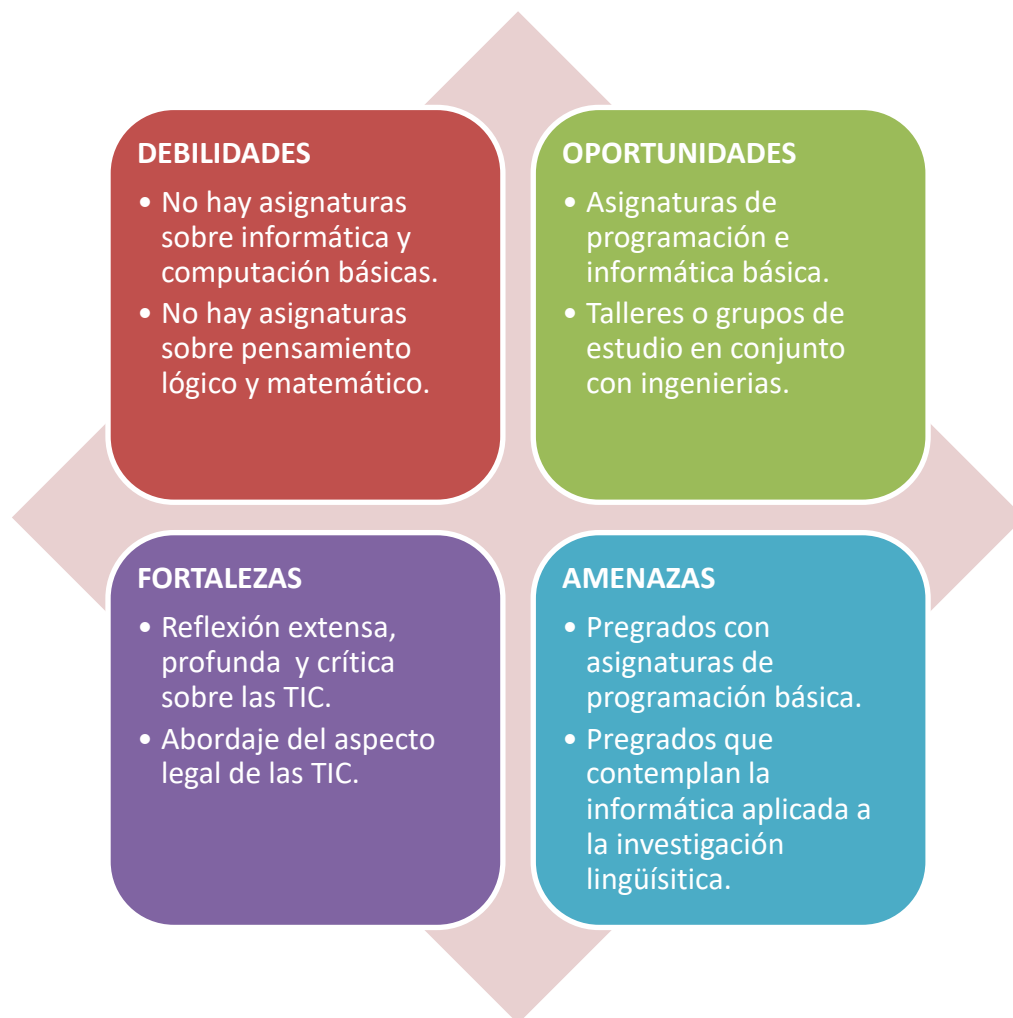 DEBILIDADES
• No hay asignaturas
sobre informática y
computación básicas.
• No hay asignaturas
sobre pensamiento
lógico y matemático.
OPORTUNIDADES
• Asignaturas de
programación e
informática básica.
• Talleres o grupos de
estudio en conjunto
con ingenierias.
FORTALEZAS
• Reflexión extensa,
profunda y crítica
sobre las TIC.
• Abordaje del aspecto
legal de las TIC.
AMENAZAS
• Pregrados con
asignaturas de
programación básica.
• Pregrados que
contemplan la
informática aplicada a
la investigación
lingüísitica.